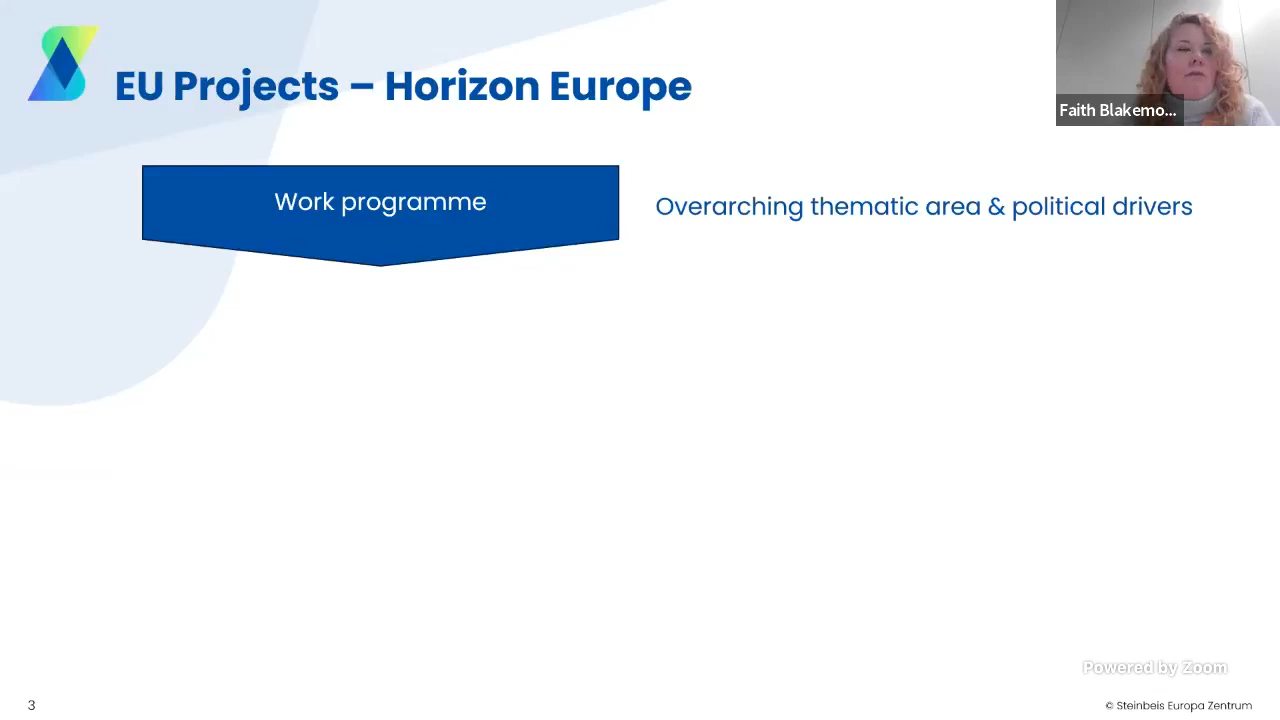 EU Projects – Horizon Europe
Faith Blakemo...
Work programme
Overarching thematic area & political drivers
Powered by Zoom
3
© Steinbeis Europa Zentrum